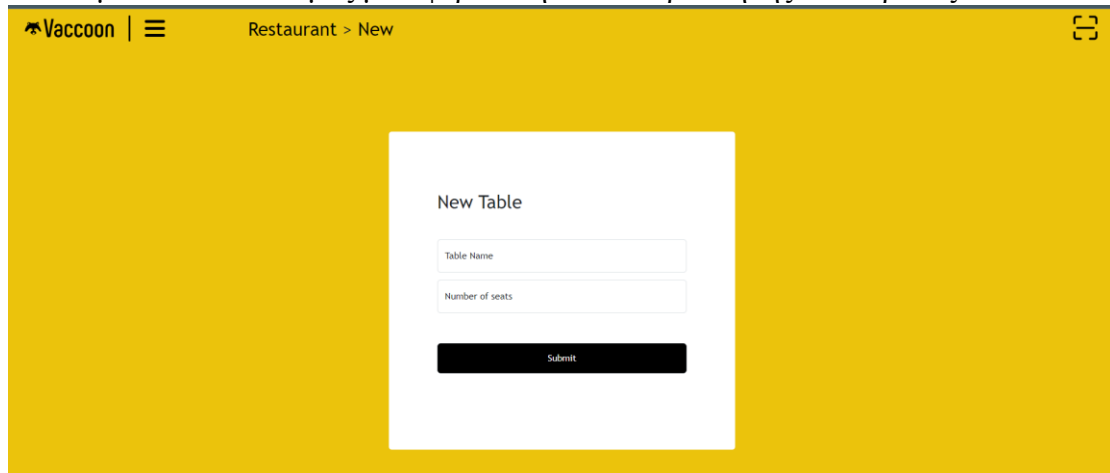 Vaccoon
Restaurant > New
New Table
Table Name
Number of seats
Submit